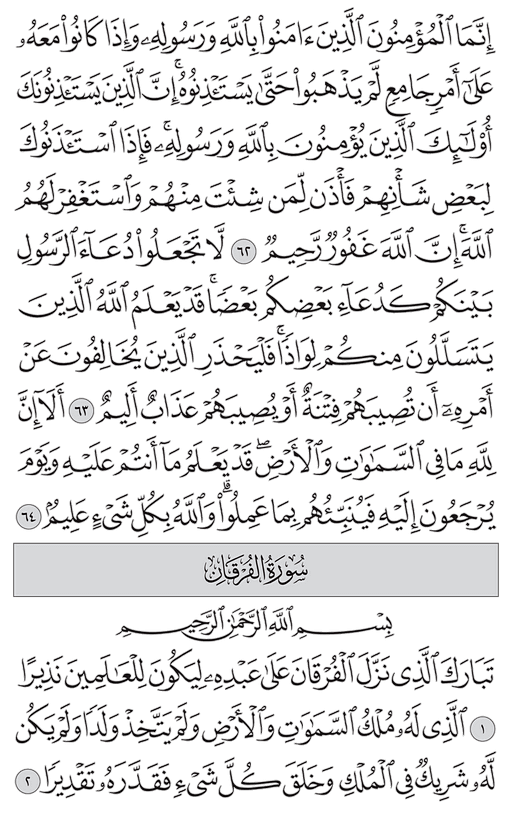 إِنَّمَا ٱلْمُؤْمِنُونَ ٱلَّذِينَ ءَامَنُوا۟ بِٱللَّهِ وَرَسُولِهِۦ وَإِذَا كَانُوا۟ مَعَهُۥ
عَلَىٰٓ أَمْرٍ جَامِعٍ لَّمْ يَذْهَبُوا۟ حَتَّىٰ يَسْتَـْٔذِنُوهُ ۚ إِنَّ ٱلَّذِينَ يَسْتَـْٔذِنُونَكَ
أُو۟لَـٰٓئِكَ ٱلَّذِينَ يُؤْمِنُونَ بِٱللَّهِ وَرَسُولِهِۦ ۚ فَإِذَا ٱسْتَـْٔذَنُوكَ
لِبَعْضِ شَأْنِهِمْ فَأْذَن لِّمَن شِئْتَ مِنْهُمْ وَٱسْتَغْفِرْ لَهُمُ
ٱللَّهَ ۚ إِنَّ ٱللَّهَ غَفُورٌ رَّحِيمٌ ٦٢ لَّا تَجْعَلُوا۟ دُعَآءَ ٱلرَّسُولِ
بَيْنَكُمْ كَدُعَآءِ بَعْضِكُم بَعْضًا ۚ قَدْ يَعْلَمُ ٱللَّهُ ٱلَّذِينَ
يَتَسَلَّلُونَ مِنكُمْ لِوَاذًا ۚ فَلْيَحْذَرِ ٱلَّذِينَ يُخَالِفُونَ عَنْ
أَمْرِهِۦٓ أَن تُصِيبَهُمْ فِتْنَةٌ أَوْ يُصِيبَهُمْ عَذَابٌ أَلِيمٌ ٦٣ أَلَآ إِنَّ
لِلَّهِ مَا فِى ٱلسَّمَـٰوَٰتِ وَٱلْأَرْضِ ۖ قَدْ يَعْلَمُ مَآ أَنتُمْ عَلَيْهِ وَيَوْمَ
يُرْجَعُونَ إِلَيْهِ فَيُنَبِّئُهُم بِمَا عَمِلُوا۟ ۗ وَٱللَّهُ بِكُلِّ شَىْءٍ عَلِيمٌۢ ٦٤
سُورَةُ الفُرْقَانِ
بِسْمِ ٱللَّهِ ٱلرَّحْمَـٰنِ ٱلرَّحِيمِ
تَبَارَكَ ٱلَّذِى نَزَّلَ ٱلْفُرْقَانَ عَلَىٰ عَبْدِهِۦ لِيَكُونَ لِلْعَـٰلَمِينَ نَذِيرًا
١ ٱلَّذِى لَهُۥ مُلْكُ ٱلسَّمَـٰوَٰتِ وَٱلْأَرْضِ وَلَمْ يَتَّخِذْ وَلَدًا وَلَمْ يَكُن
لَّهُۥ شَرِيكٌ فِى ٱلْمُلْكِ وَخَلَقَ كُلَّ شَىْءٍ فَقَدَّرَهُۥ تَقْدِيرًا ٢